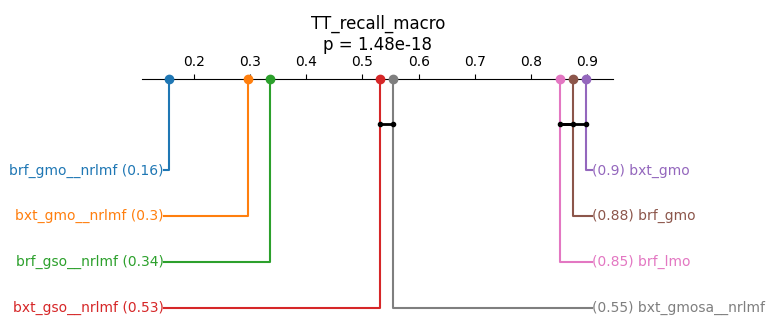 TT_recall_macro
p = 1.48e-18
0.2 0.3 0.4 0.5 0.6 0.7 0.8 0.9
brf_gmo__nrlmf (0.16) (0.9) bxt_gmo
bxt_gmo__nrlmf (0.3) (0.88) brf_gmo
brf_gso__nrlmf (0.34) (0.85) brf_lmo
bxt_gso__nrlmf (0.53) (0.55) bxt_gmosa__nrlmf